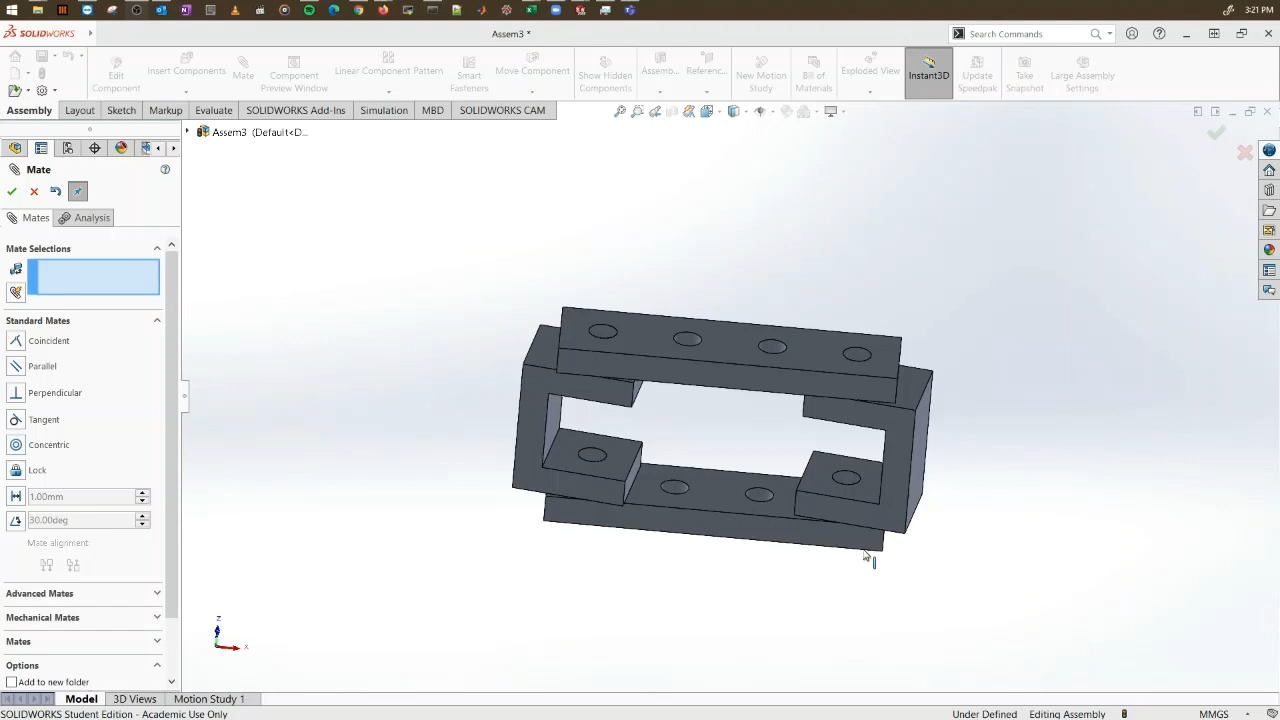 3:21 PM
SOLIDWORKS
Assem3 *
Search Commands
Edit Component
Insert Components
Mate
Component Preview Window
Linear Component Pattern
Smart Fasteners
Move Component
Show Hidden Components
Assemb...
Referenc...
New Motion Study
Bill of Materials
Exploded View
Instant3D
Update Speedpak
Take Snapshot
Large Assembly Settings
Assembly
Layout
Sketch
Markup
Evaluate
SOLIDWORKS Add-Ins
Simulation
MBD
SOLIDWORKS CAM
Assem3 (Default<D...
Mate
Mates
Analysis
Mate Selections
Standard Mates
Coincident
Parallel
Perpendicular
Tangent
Concentric
Lock
1.00mm
30.00deg
Mate alignment:
Advanced Mates
Mechanical Mates
Mates
Options
Add to new folder
Z
X
Model
3D Views
Motion Study 1
SOLIDWORKS Student Edition - Academic Use Only
Under Defined
Editing Assembly
MMGS